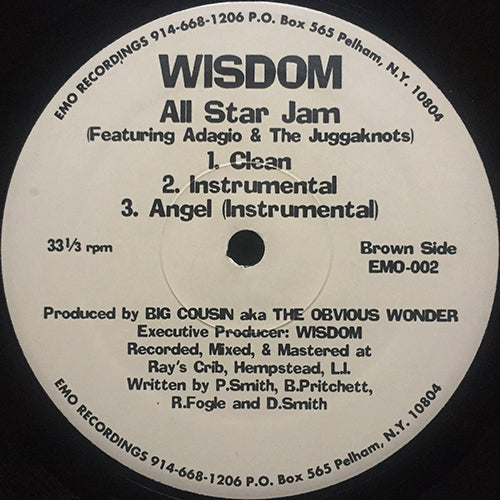 EMO RECORDINGS 914-668-1206 P.O. Box 565 Pelham, N.Y. 10804
WISDOM
All Star Jam
(Featuring Adagio & The Juggaknots)
1. Clean
2. Instrumental
3. Angel (Instrumental)
33 1/3 rpm
Brown Side
EMO-002
Produced by BIG COUSIN aka THE OBVIOUS WONDER
Executive Producer: WISDOM
Recorded, Mixed, & Mastered at
Ray's Crib, Hempstead, L.I.
Written by P.Smith, B.Pritchett,
R.Fogle and D.Smith
EMO RECORDINGS 914-668-1206 P.O. Box 565 Pelham, N.Y. 10804